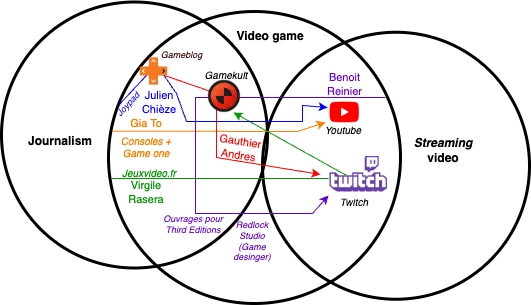 Video game
Gameblog
Gamekult
Benoit
Reinier
Joypad
Julien
Chièze
Gia To
Youtube
Journalism
Consoles +
Game one
Gauthier
Andres
Streaming
video
Jeuxvideo.fr
Virgile
Rasera
twitch
Twitch
Ouvrages pour
Third Editions
Redlock
Studio
(Game
desinger)